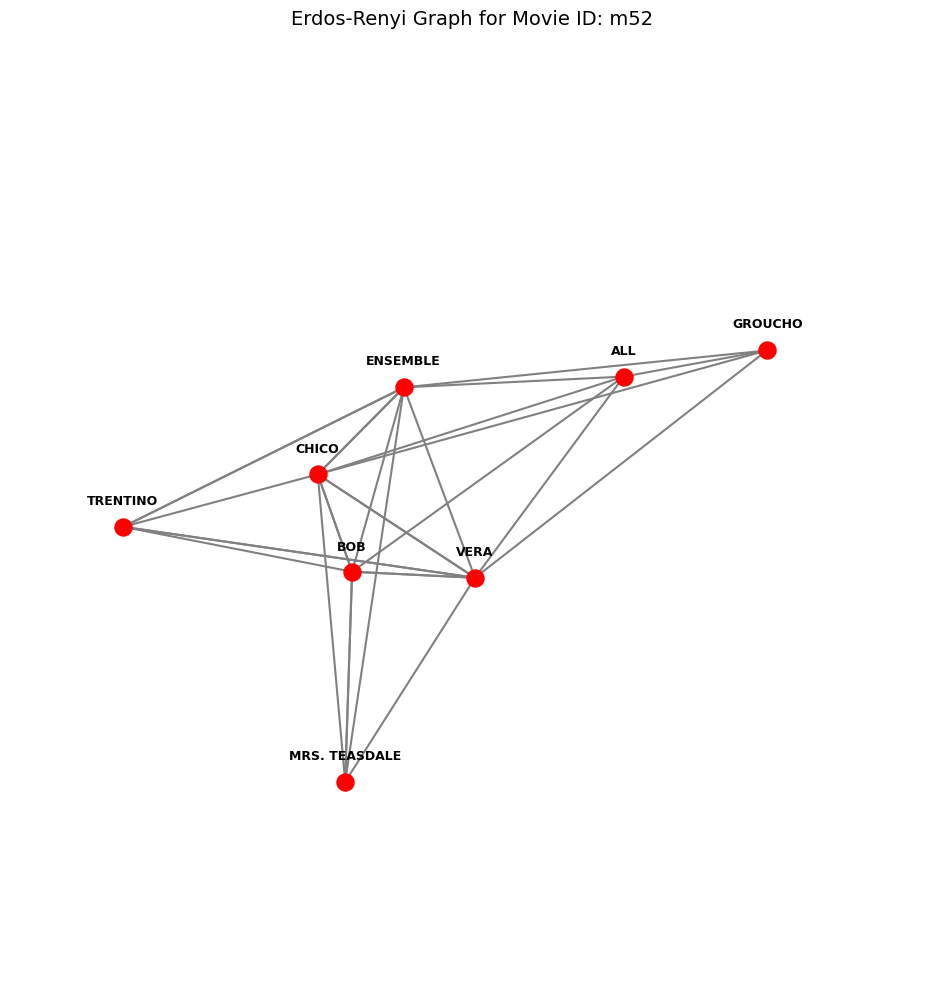 Erdos-Renyi Graph for Movie ID: m52
GROUCHO
ALL
ENSEMBLE
CHICO
TRENTINO
BOB
VERA
MRS. TEASDALE